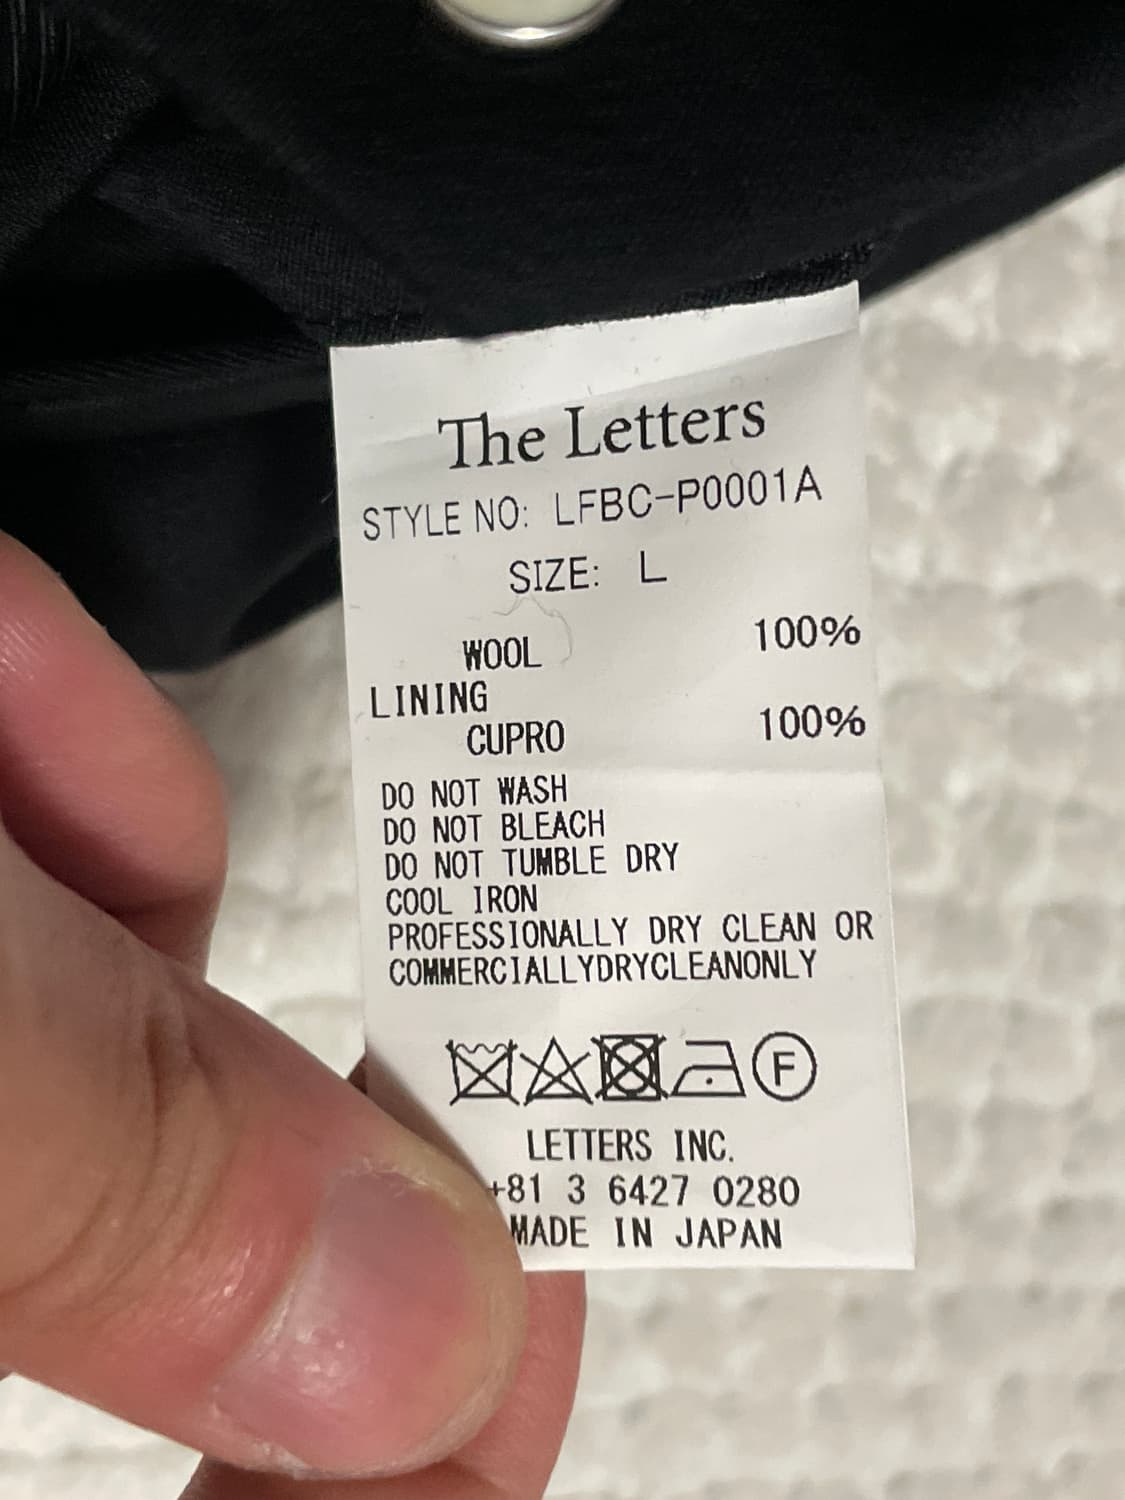 The Letters
STYLE NO: LFBC-P0001A
SIZE: L
WOOL 100%
LINING
CUPRO 100%
DO NOT WASH
DO NOT BLEACH
DO NOT TUMBLE DRY
COOL IRON
PROFESSIONALLY DRY CLEAN OR
COMMERCIALLYDRYCLEANONLY
F
LETTERS INC.
+81 3 6427 0280
MADE IN JAPAN